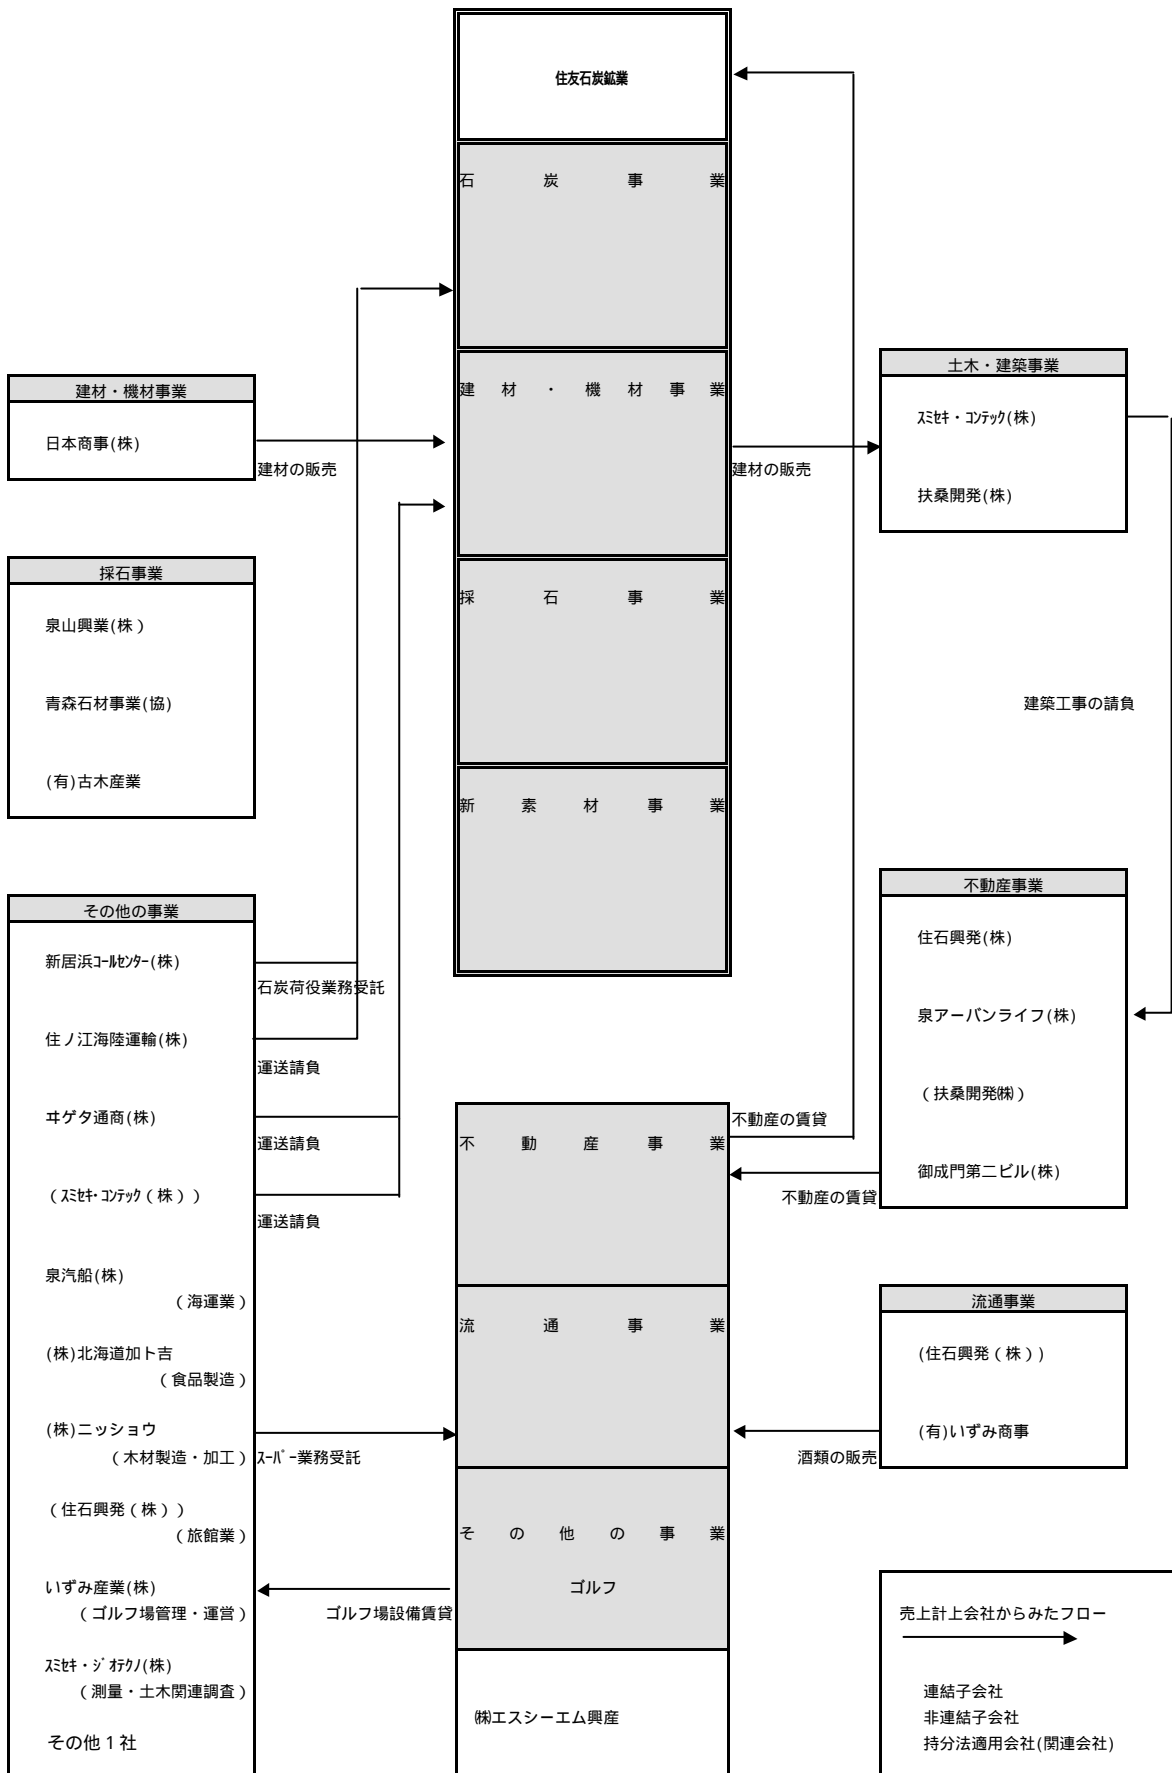 住友石炭鉱業
石炭事業
建材・機材事業
採石事業
新素材事業
建材・機材事業
日本商事(株)
建材の販売
採石事業
泉山興業(株)
青森石材事業(協)
(有)古木産業
その他の事業
新居浜コールセンター(株)
石炭荷役業務受託
住ノ江海陸運輸(株)
運送請負
ヰゲタ通商(株)
運送請負
(スミセキ・コンテック(株))
運送請負
泉汽船(株)
(海運業)
(株)北海道加ト吉
(食品製造)
(株)ニッショウ
(木材製造・加工)
スーパー業務受託
(住石興発(株))
(旅館業)
いずみ産業(株)
(ゴルフ場管理・運営)
ゴルフ場設備賃貸
スミセキ・ジオテクノ(株)
(測量・土木関連調査)
その他1社
不動産事業
流通事業
その他の事業
ゴルフ
㈱エスシーエム興産
土木・建築事業
スミセキ・コンテック(株)
扶桑開発(株)
建材の販売
建築工事の請負
不動産事業
住石興発(株)
泉アーバンライフ(株)
(扶桑開発㈱)
御成門第二ビル(株)
不動産の賃貸
不動産の賃貸
流通事業
(住石興発(株))
(有)いずみ商事
酒類の販売
売上計上会社からみたフロー
連結子会社
非連結子会社
持分法適用会社(関連会社)